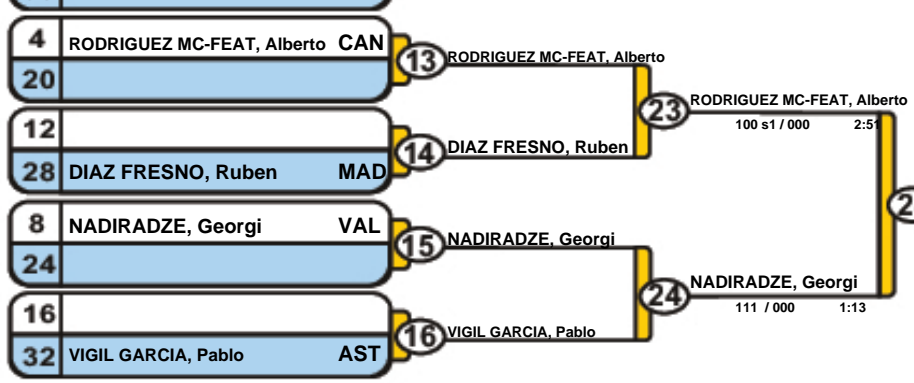 4 RODRIGUEZ MC-FEAT, Alberto CAN
20
13 RODRIGUEZ MC-FEAT, Alberto
12
28 DIAZ FRESNO, Ruben MAD
14 DIAZ FRESNO, Ruben
23 RODRIGUEZ MC-FEAT, Alberto
100 s1 / 000 2:51
8 NADIRADZE, Georgi VAL
24
15 NADIRADZE, Georgi
16
32 VIGIL GARCIA, Pablo AST
16 VIGIL GARCIA, Pablo
24 NADIRADZE, Georgi
111 / 000 1:13